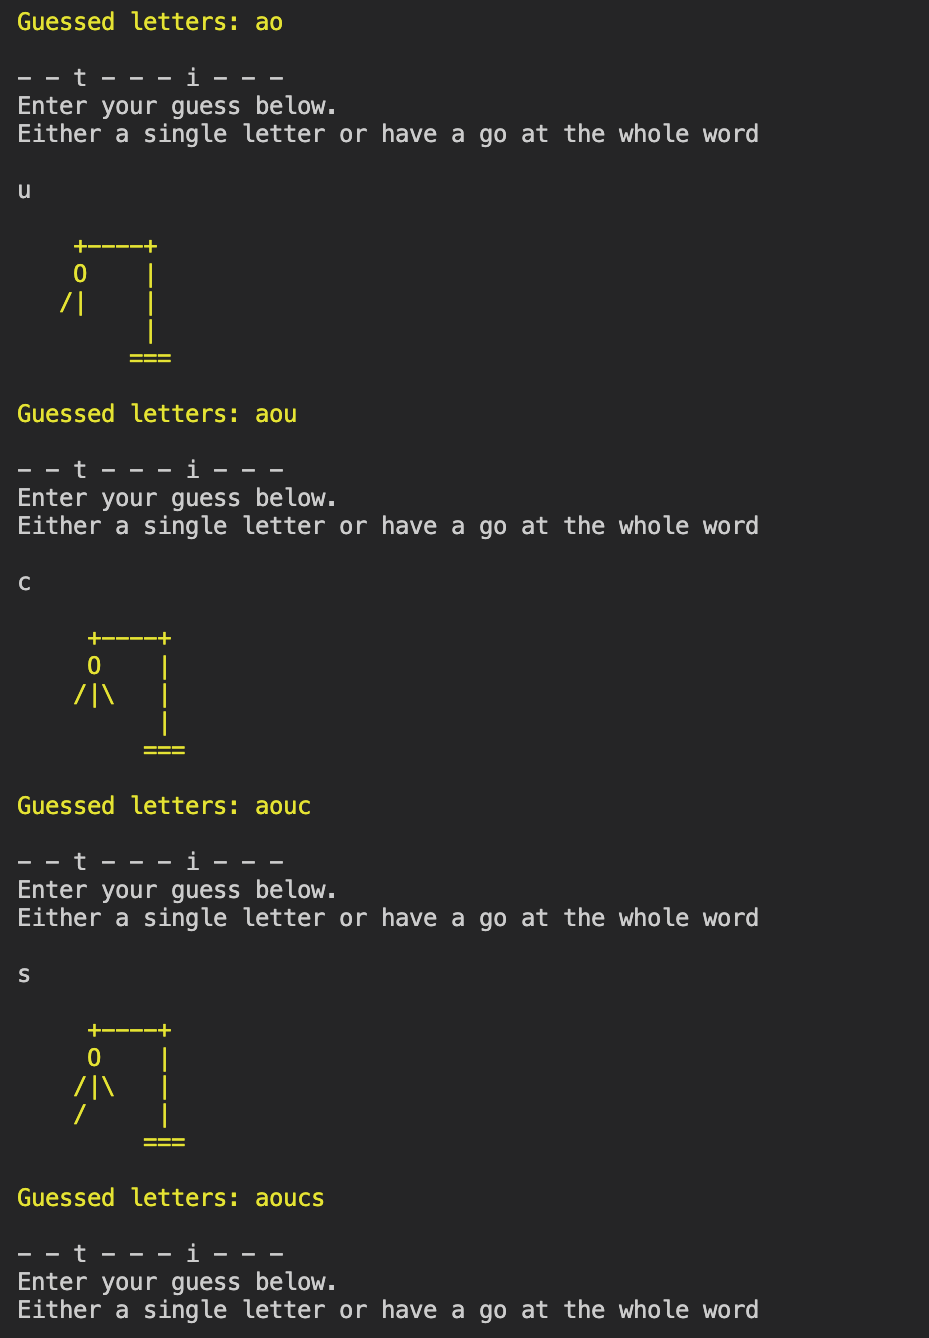 Guessed letters: ao
- - t - - - i - - -
Enter your guess below.
Either a single letter or have a go at the whole word
u
    +----+
    O    |
   /|    |
         |
        ===
Guessed letters: aou
- - t - - - i - - -
Enter your guess below.
Either a single letter or have a go at the whole word
c
     +----+
     O    |
    /|\   |
          |
         ===
Guessed letters: aouc
- - t - - - i - - -
Enter your guess below.
Either a single letter or have a go at the whole word
s
     +----+
     O    |
    /|\   |
    /     |
         ===
Guessed letters: aoucs
- - t - - - i - - -
Enter your guess below.
Either a single letter or have a go at the whole word